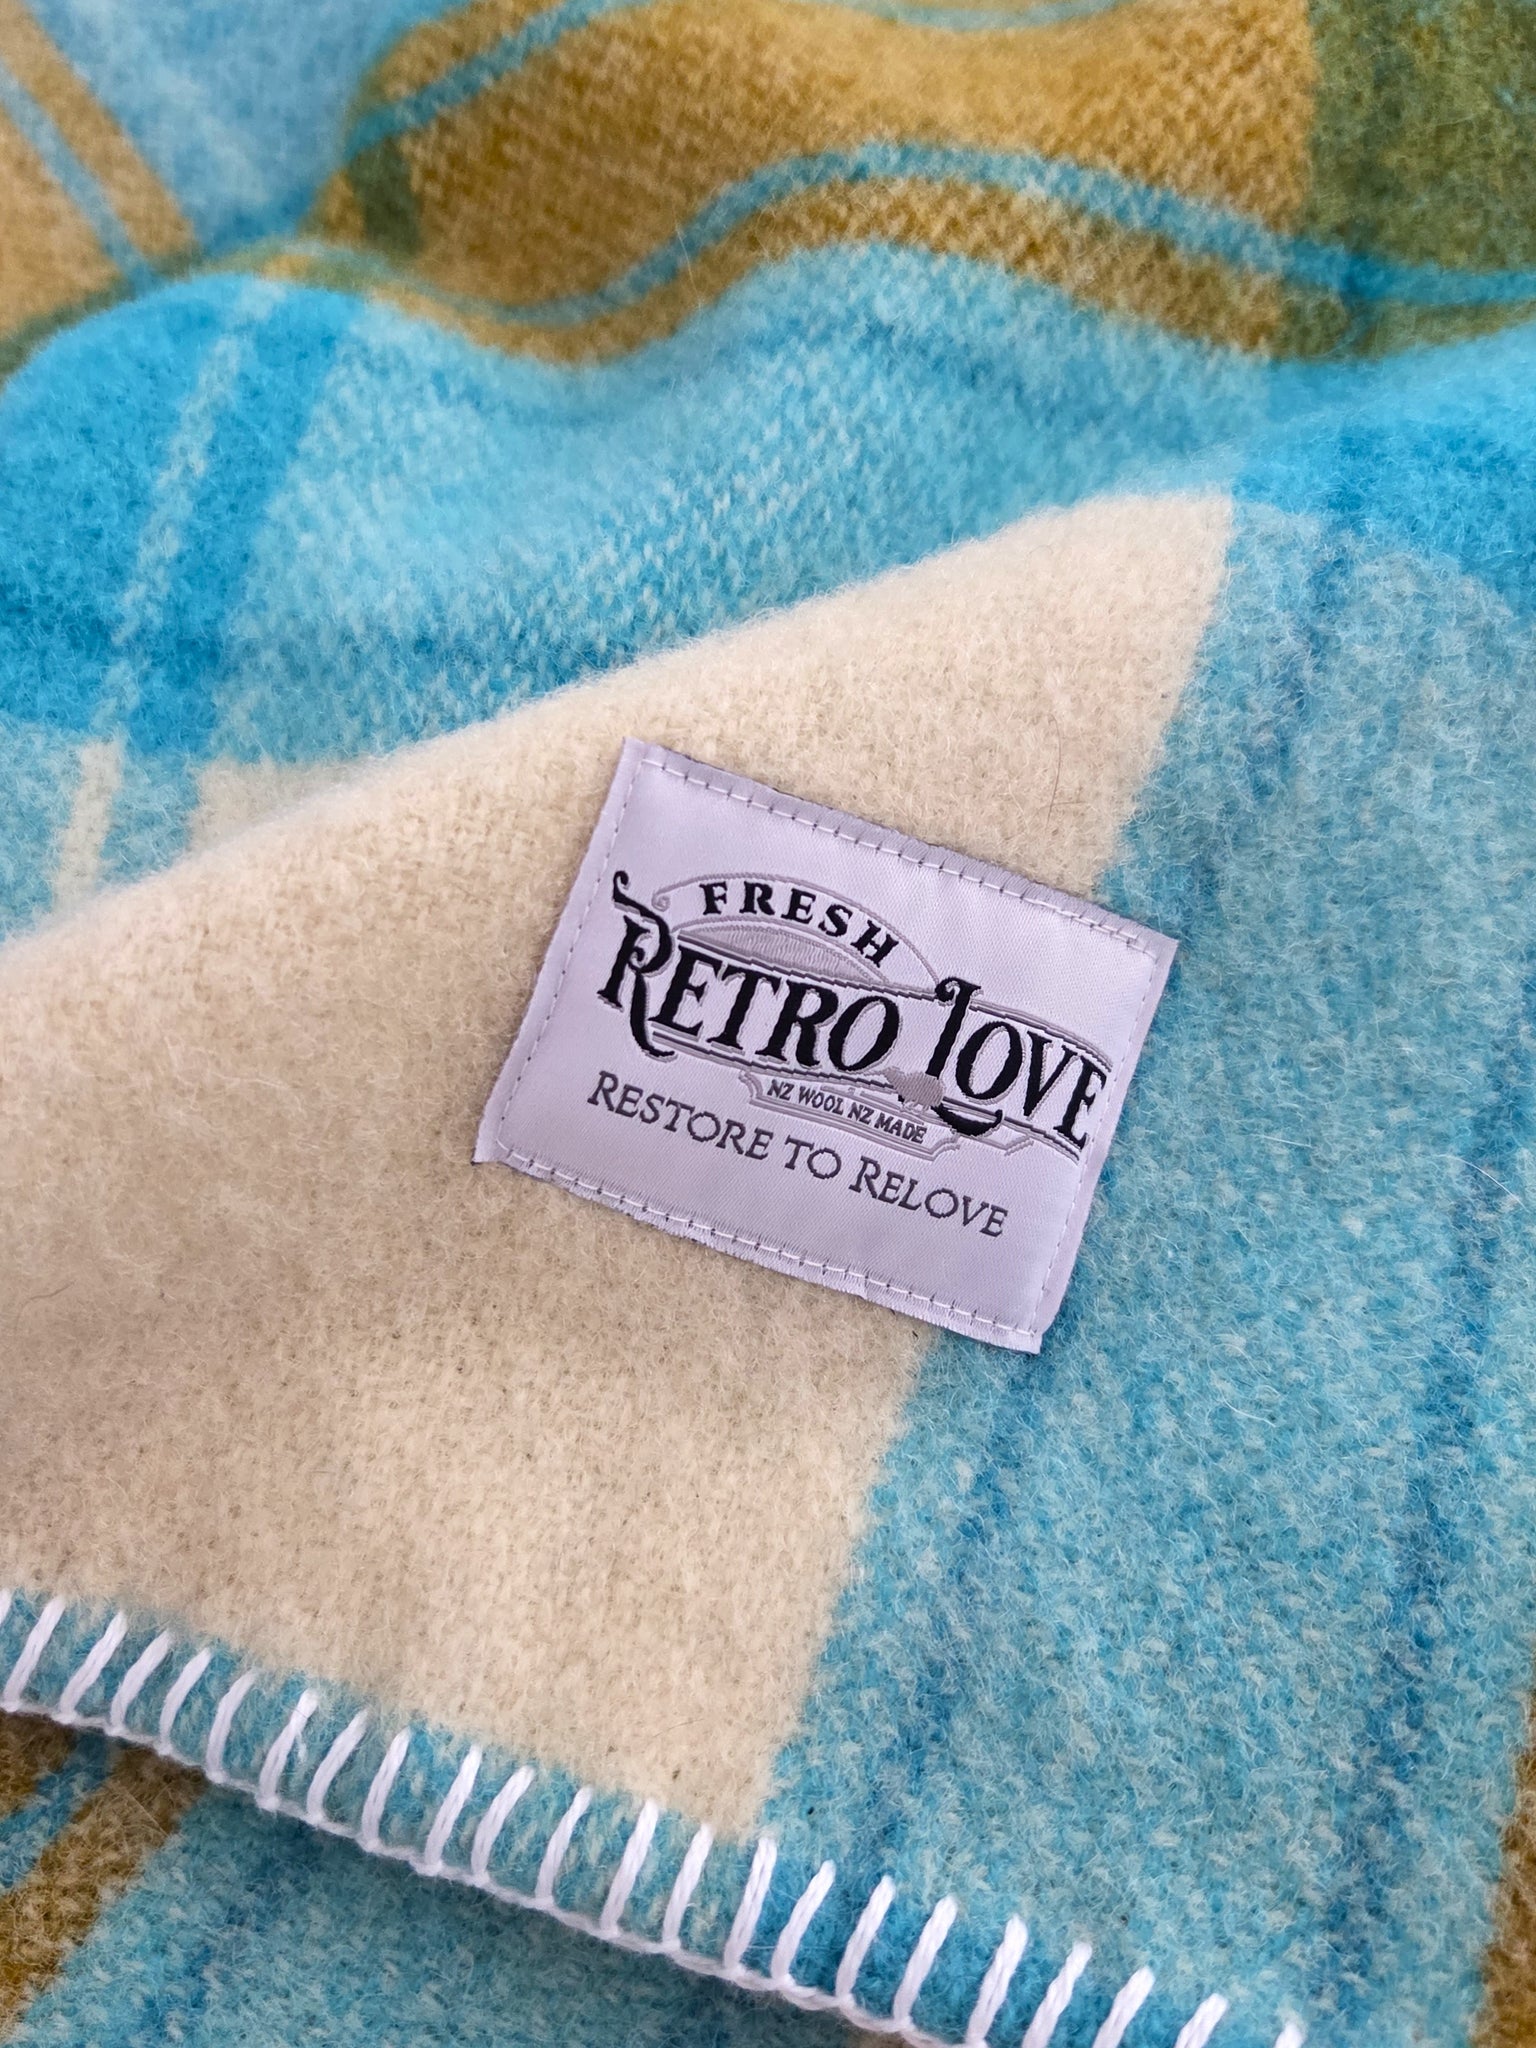 FRESH
RETRO LOVE
NZ WOOL NZ MADE
RESTORE TO RELOVE